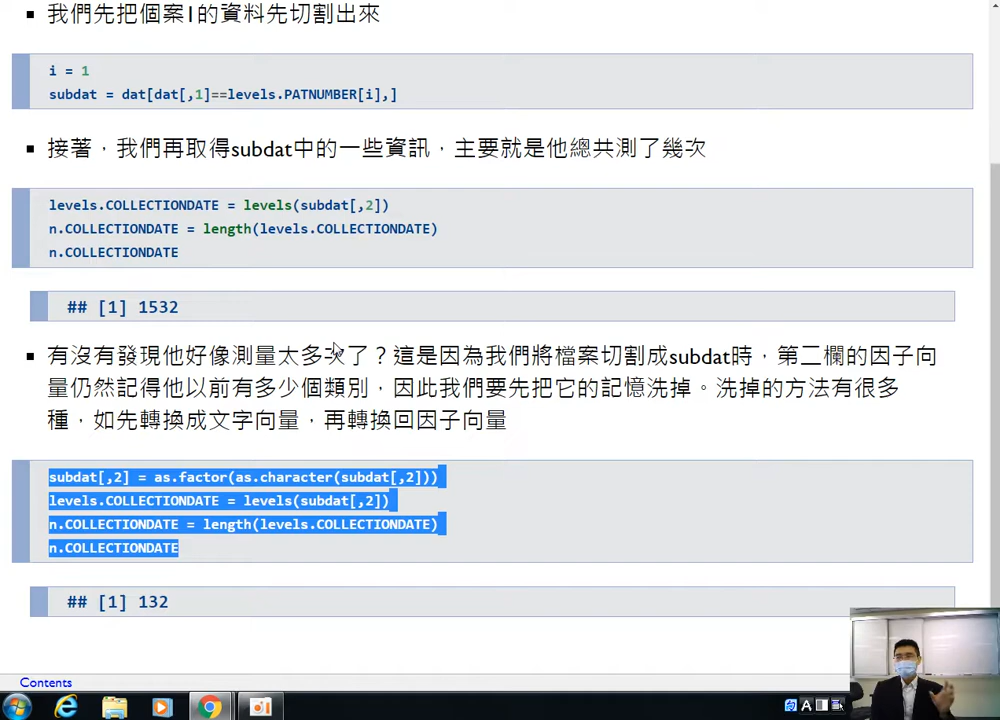 我們先把個案1的資料先切割出來
i = 1
subdat = dat[dat[,1]==levels.PATNUMBER[i],]
接著，我們再取得subdat中的一些資訊，主要就是他總共測了幾次
levels.COLLECTIONDATE = levels(subdat[,2])
n.COLLECTIONDATE = length(levels.COLLECTIONDATE)
n.COLLECTIONDATE
## [1] 1532
有沒有發現他好像測量太多次了？這是因為我們將檔案切割成subdat時，第二欄的因子向
量仍然記得他以前有多少個類別，因此我們要先把它的記憶洗掉。洗掉的方法有很多
種，如先轉換成文字向量，再轉換回因子向量
subdat[,2] = as.factor(as.character(subdat[,2]))
levels.COLLECTIONDATE = levels(subdat[,2])
n.COLLECTIONDATE = length(levels.COLLECTIONDATE)
n.COLLECTIONDATE
## [1] 132
Contents
A